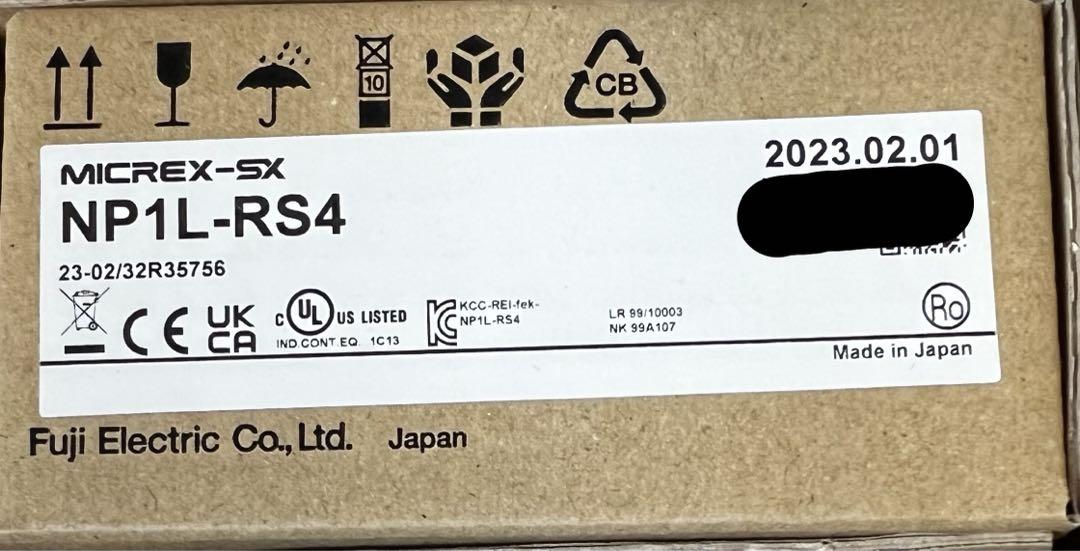 10
CB
MICREX-SX
2023.02.01
NP1L-RS4
23-02/32R35756
CE
UK
CA
C UL US LISTED
IND.CONT.EQ. 1C13
KCC-REI-fek-
NP1L-RS4
LR 99/10003
NK 99A107
Ro
Made in Japan
Fuji Electric Co., Ltd. Japan